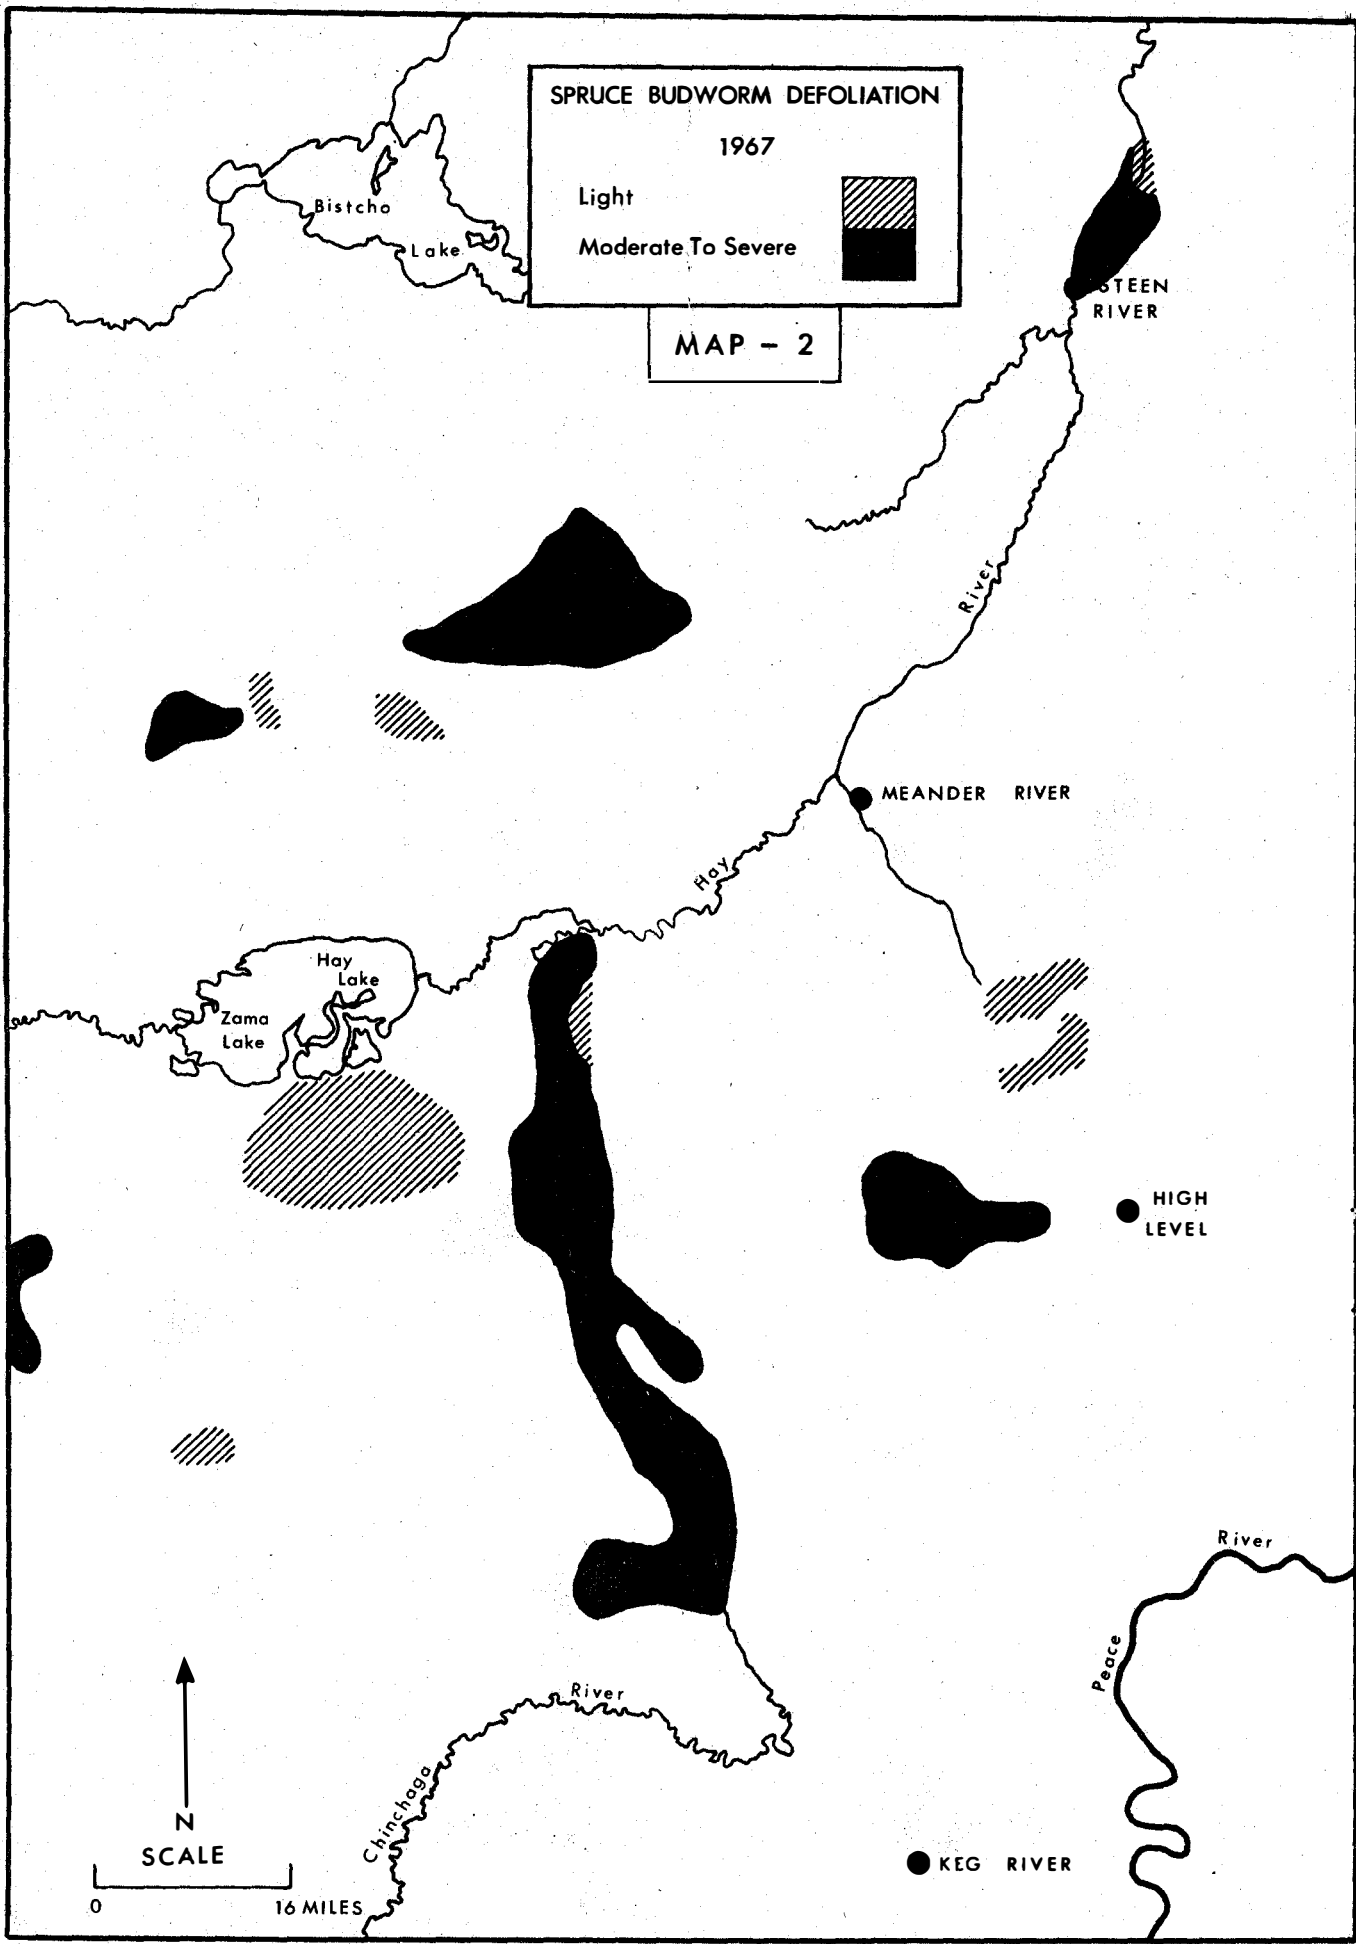 SPRUCE BUDWORM DEFOLIATION
1967
Light
Moderate To Severe
MAP - 2
Bistcho
Lake
STEEN
RIVER
River
MEANDER RIVER
Hay
Hay
Lake
Zama
Lake
HIGH
LEVEL
River
Peace
River
Chinchaga
N
SCALE
0 16 MILES
KEG RIVER